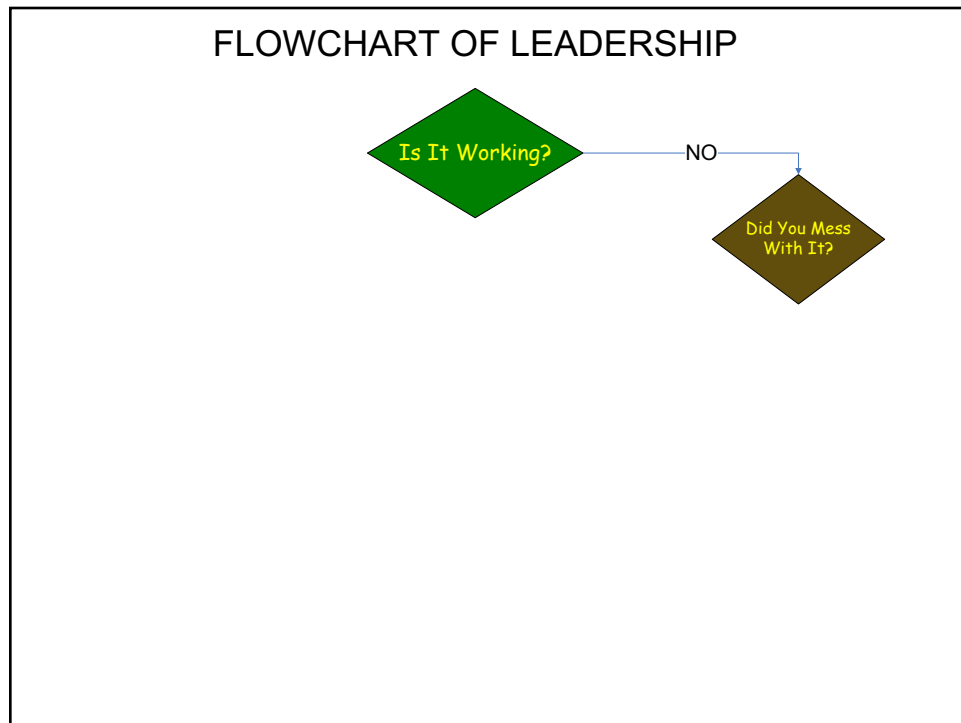 FLOWCHART OF LEADERSHIP
Is It Working?
NO
Did You Mess
With It?